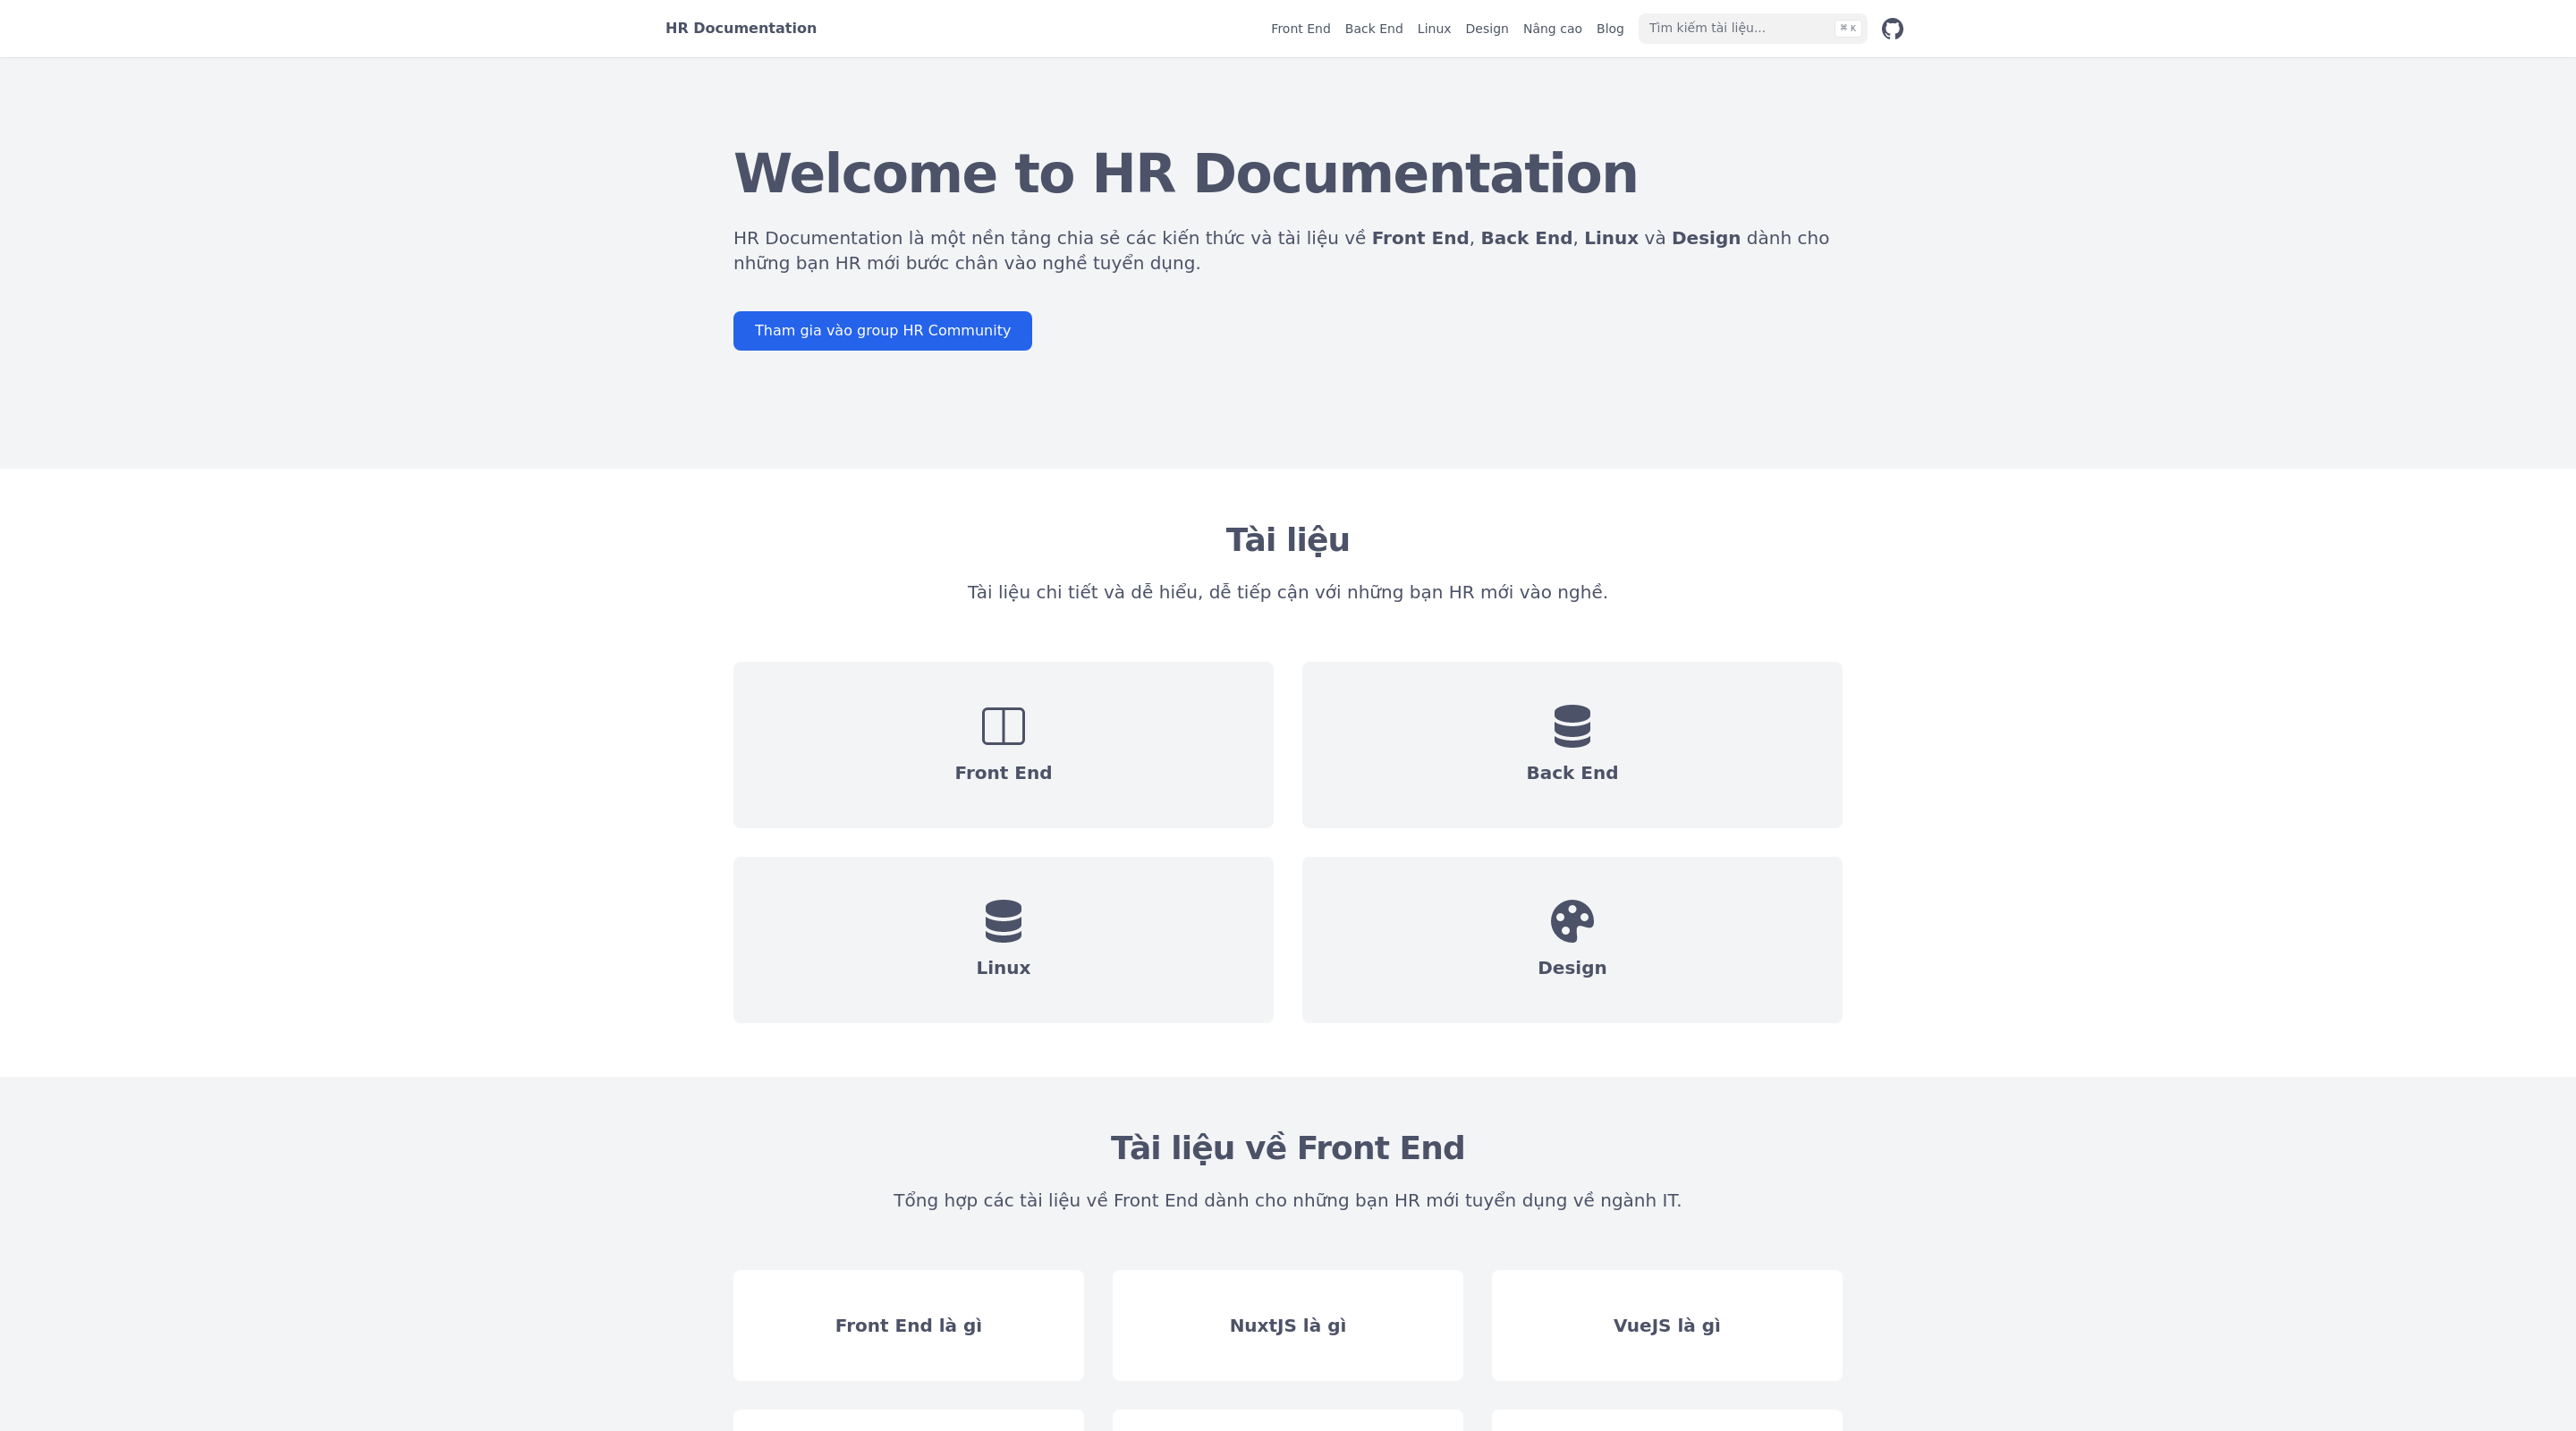 HR Documentation
Front End
Back End
Linux
Design
Nâng cao
Blog
Tìm kiếm tài liệu...
⌘ K
Welcome to HR Documentation
HR Documentation là một nền tảng chia sẻ các kiến thức và tài liệu về Front End, Back End, Linux và Design dành cho
những bạn HR mới bước chân vào nghề tuyển dụng.
Tham gia vào group HR Community
Tài liệu
Tài liệu chi tiết và dễ hiểu, dễ tiếp cận với những bạn HR mới vào nghề.
Front End
Back End
Linux
Design
Tài liệu về Front End
Tổng hợp các tài liệu về Front End dành cho những bạn HR mới tuyển dụng về ngành IT.
Front End là gì
NuxtJS là gì
VueJS là gì